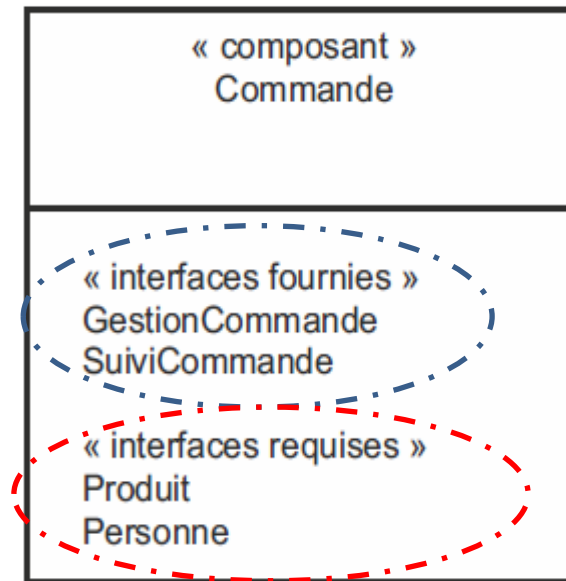 « composant »
Commande
« interfaces fournies »
GestionCommande
SuiviCommande
« interfaces requises »
Produit
Personne